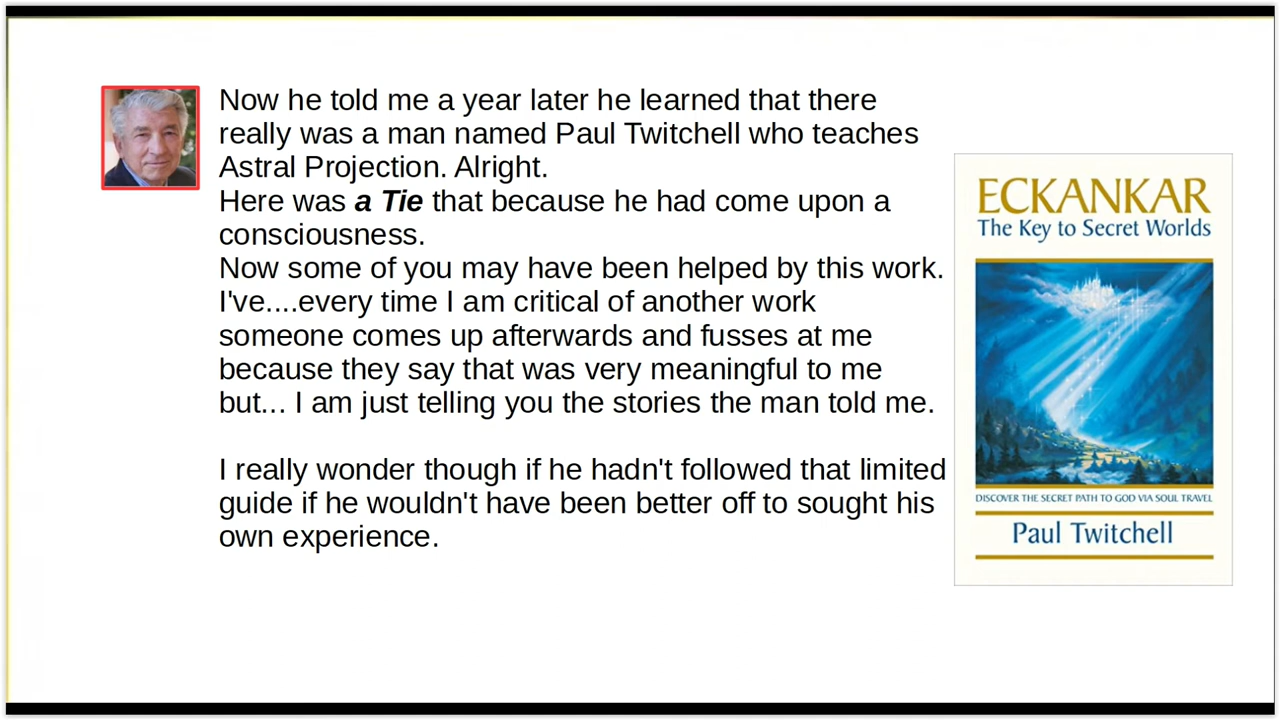 Now he told me a year later he learned that there
really was a man named Paul Twitchell who teaches
Astral Projection. Alright.
Here was a Tie that because he had come upon a
consciousness.
Now some of you may have been helped by this work.
I've....every time I am critical of another work
someone comes up afterwards and fusses at me
because they say that was very meaningful to me
but... I am just telling you the stories the man told me.
I really wonder though if he hadn't followed that limited
guide if he wouldn't have been better off to sought his
own experience.
ECKANKAR
The Key to Secret Worlds
DISCOVER THE SECRET PATH TO GOD VIA SOUL TRAVEL
Paul Twitchell